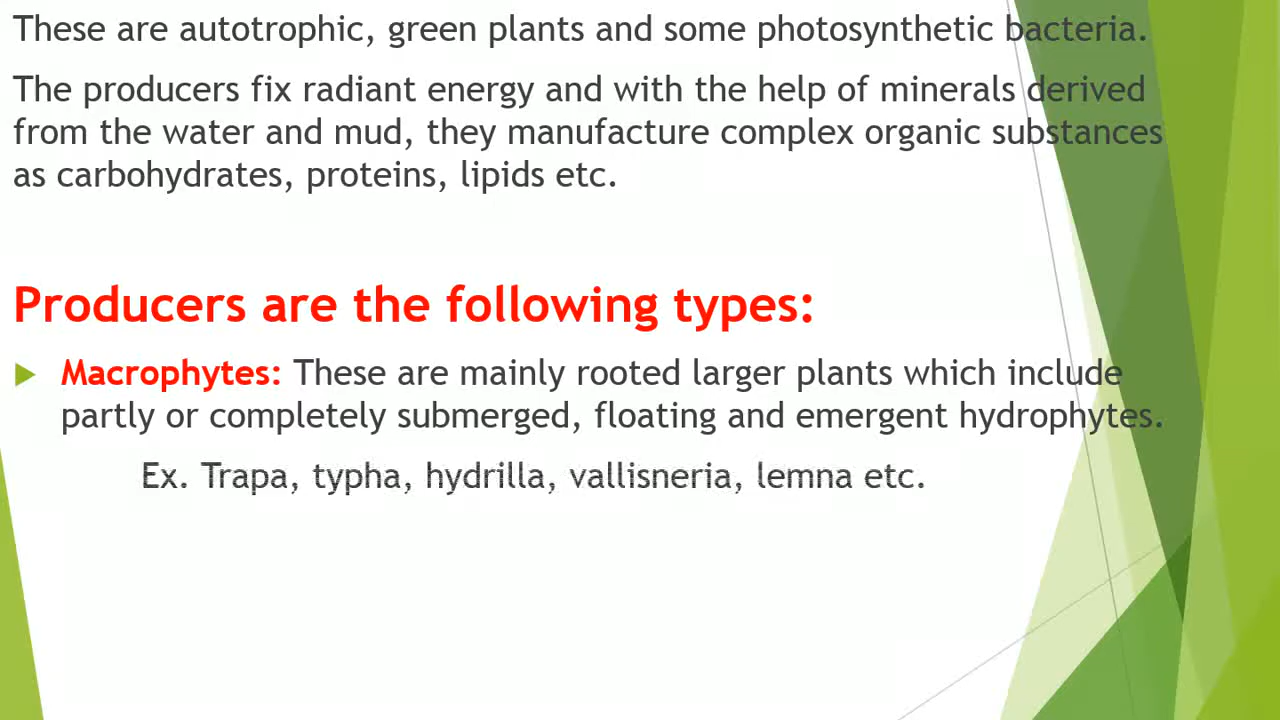 These are autotrophic, green plants and some photosynthetic bacteria.
The producers fix radiant energy and with the help of minerals derived
from the water and mud, they manufacture complex organic substances
as carbohydrates, proteins, lipids etc.
Producers are the following types:
Macrophytes: These are mainly rooted larger plants which include
partly or completely submerged, floating and emergent hydrophytes.
Ex. Trapa, typha, hydrilla, vallisneria, lemna etc.